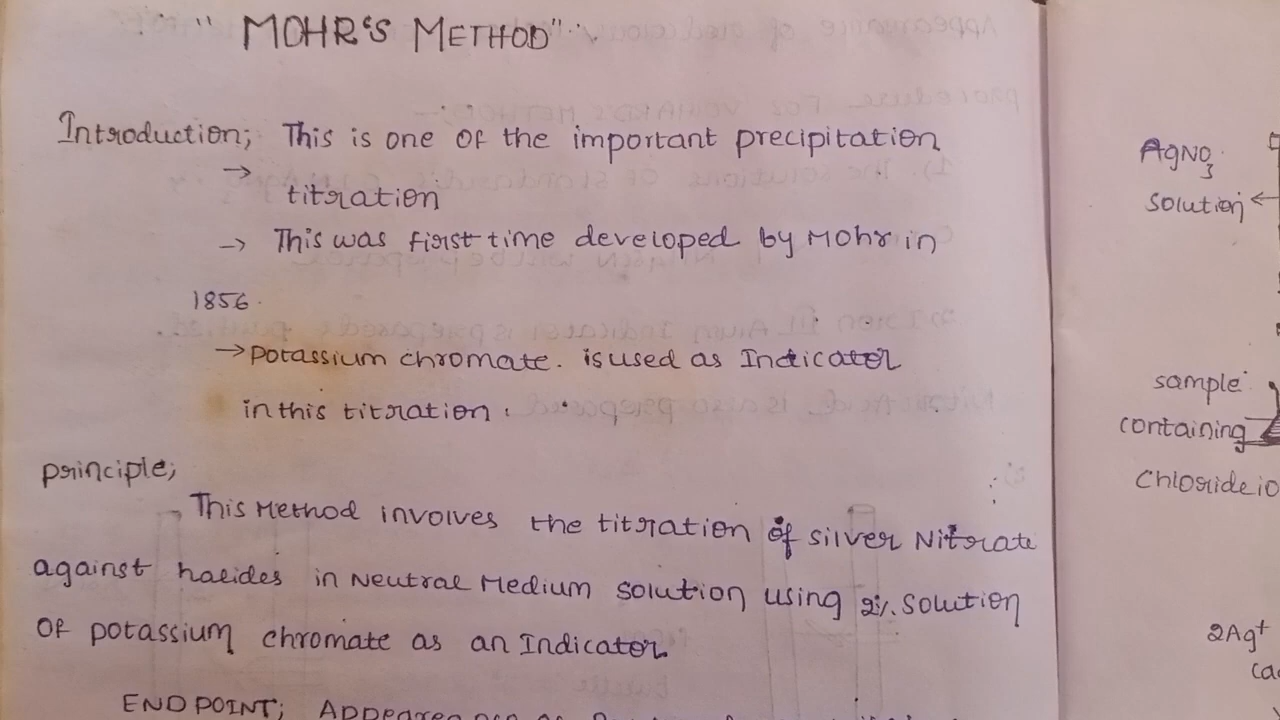 "MOHR'S METHOD"
Introduction; This is one of the important precipitation
→ titration
→ This was first time developed by Mohr in
1856.
→ potassium chromate. is used as Indicator
in this titration.
principle;
→ This Method involves the titration of silver Nitrate
against halides in Neutral Medium solution using 2%. solution
of potassium chromate as an Indicator.
END POINT;
AgNO3
solution ←
sample
containing
Chloride io
2Ag+